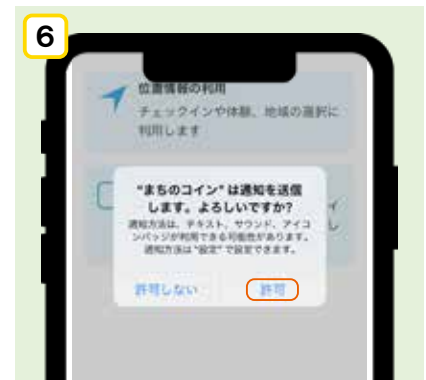 6
位置情報の利用
チェックインや体験、地域の選択に
利用します
"まちのコイン"は通知を送信
します。よろしいですか?
通知方法は、テキスト、サウンド、アイコ
ンバッジが利用できる可能性があります。
通知方法は"設定"で設定できます。
許可しない
許可